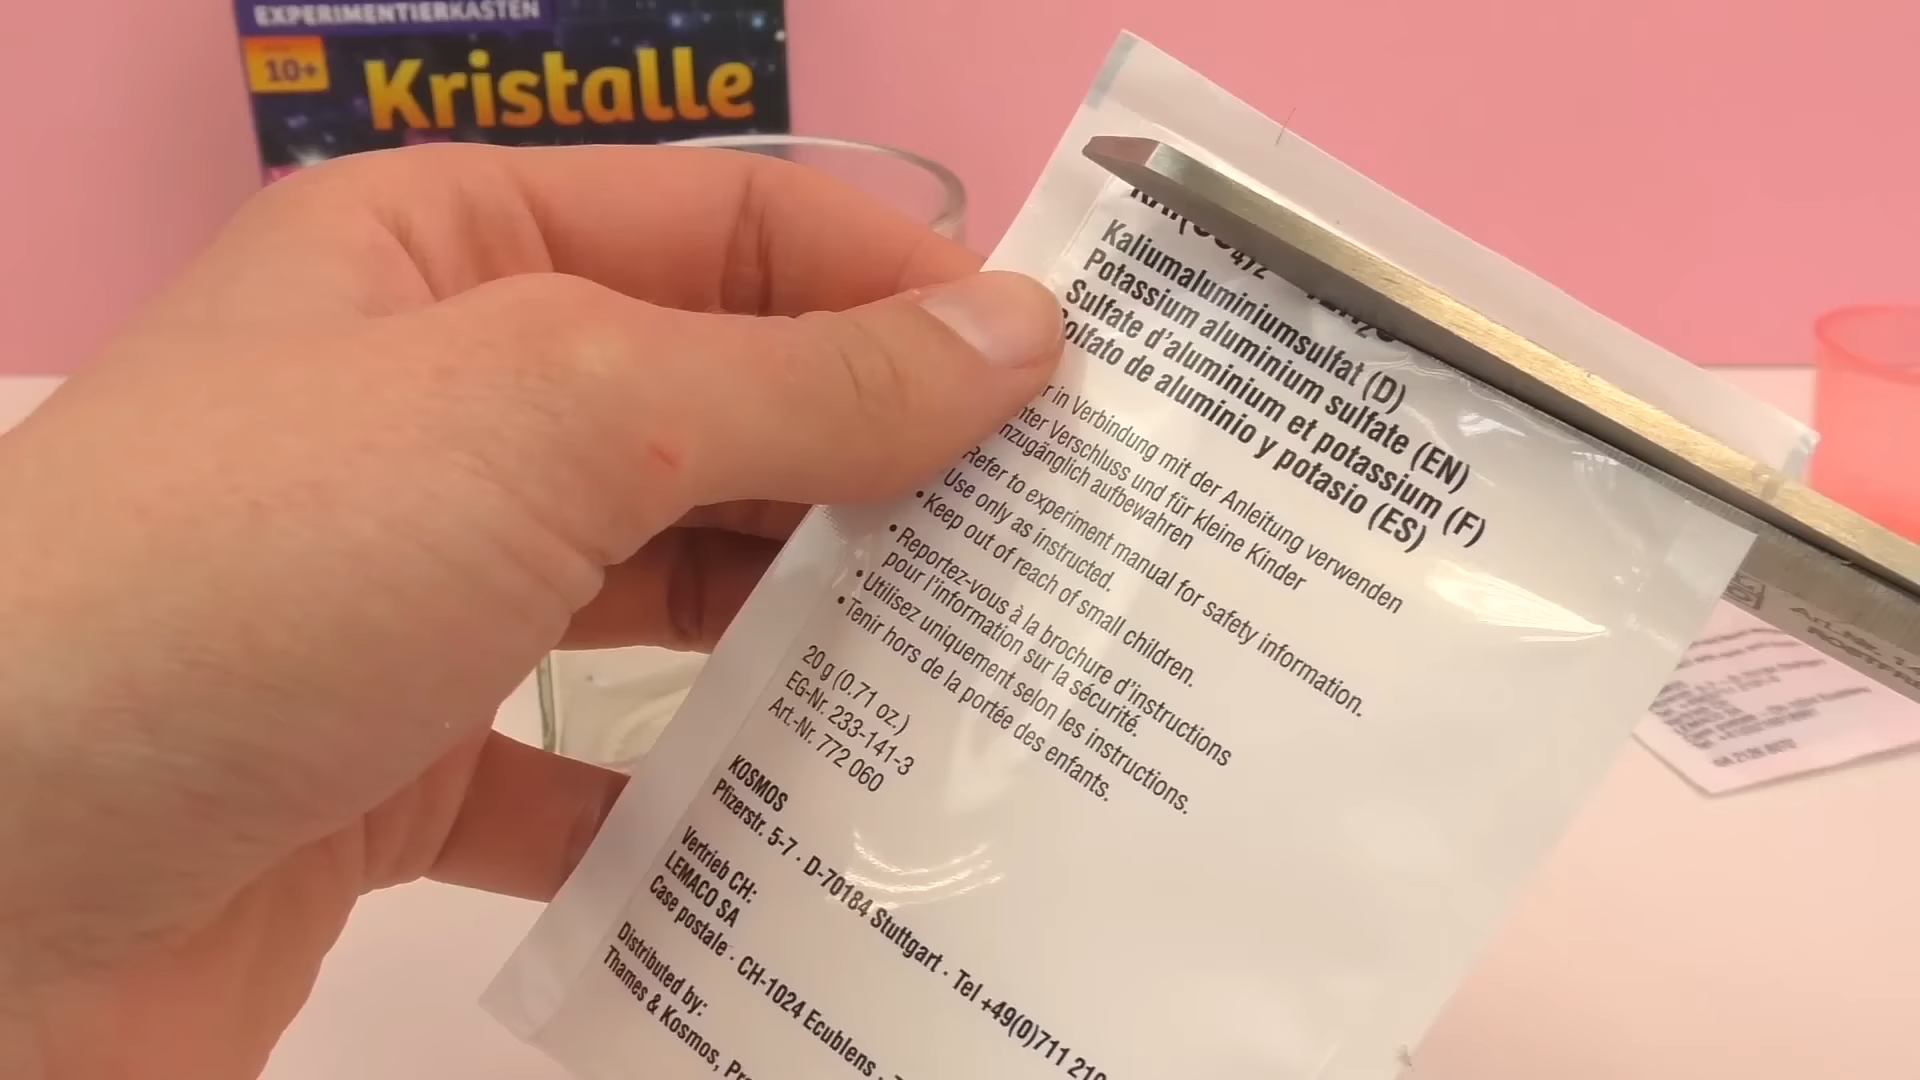 EXPERIMENTIERKASTEN
10+
Kristalle
Kaliumaluminiumsulfat (D)
Potassium aluminium sulfate (EN)
Sulfate d'aluminium et potassium (F)
Solfato de aluminio y potasio (ES)
in Verbindung mit der Anleitung verwenden
Verschluss und für kleine Kinder
aufbewahren
Refer to experiment manual for safety information.
Use only as instructed.
• Keep out of reach of small children.
• Reportez-vous à la brochure d'instructions
pour l'information sur la sécurité.
• Utilisez uniquement selon les instructions.
• Tenir hors de la portée des enfants.
20 g (0.71 oz.)
EG-Nr. 233-141-3
Art.-Nr. 772 060
KOSMOS
Pfizerstr. 5-7 · D-70184 Stuttgart · Tel +49(0)711 219
Vertrieb CH:
LEMACO SA
Case postale · CH-1024 Ecublens ·
Distributed by:
Thames & Kosmos,